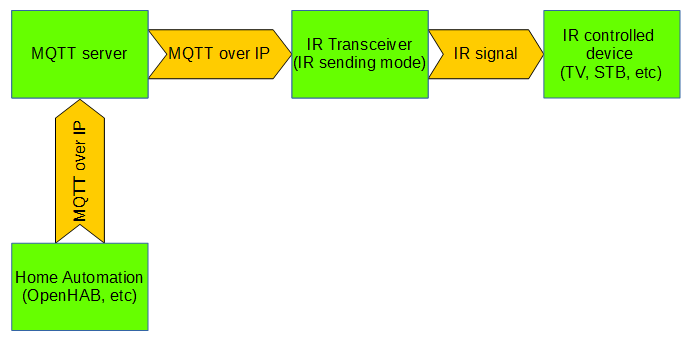 MQTT server
MQTT over IP
IR Transceiver
(IR sending mode)
IR signal
IR controlled
device
(TV, STB, etc)
MQTT over IP
Home Automation
(OpenHAB, etc)